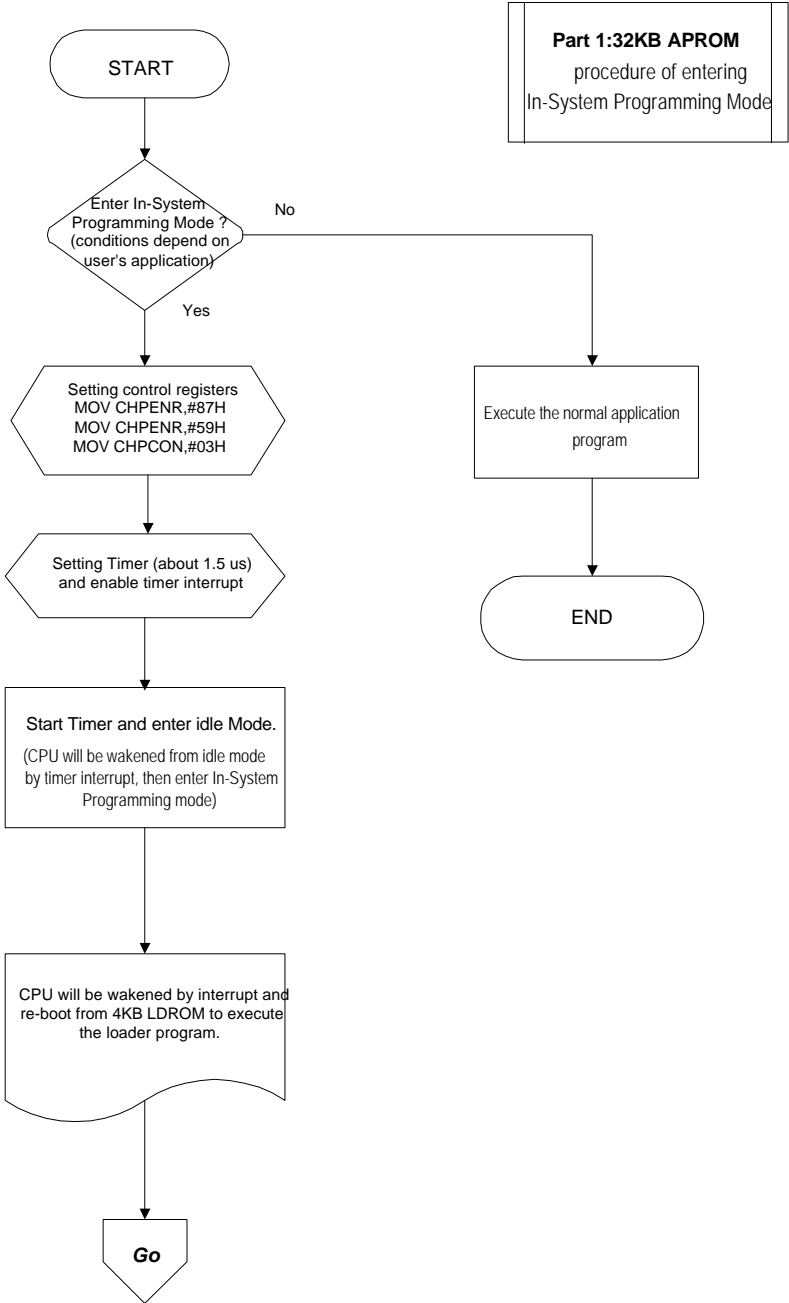 Part 1:32KB APROM
procedure of entering
In-System Programming Mode
START
Enter In-System
Programming Mode ?
(conditions depend on
user's application)
No
Yes
Setting control registers
MOV CHPENR,#87H
MOV CHPENR,#59H
MOV CHPCON,#03H
Execute the normal application
program
Setting Timer (about 1.5 us)
and enable timer interrupt
END
Start Timer and enter idle Mode.
(CPU will be wakened from idle mode
by timer interrupt, then enter In-System
Programming mode)
CPU will be wakened by interrupt and
re-boot from 4KB LDROM to execute
the loader program.
Go